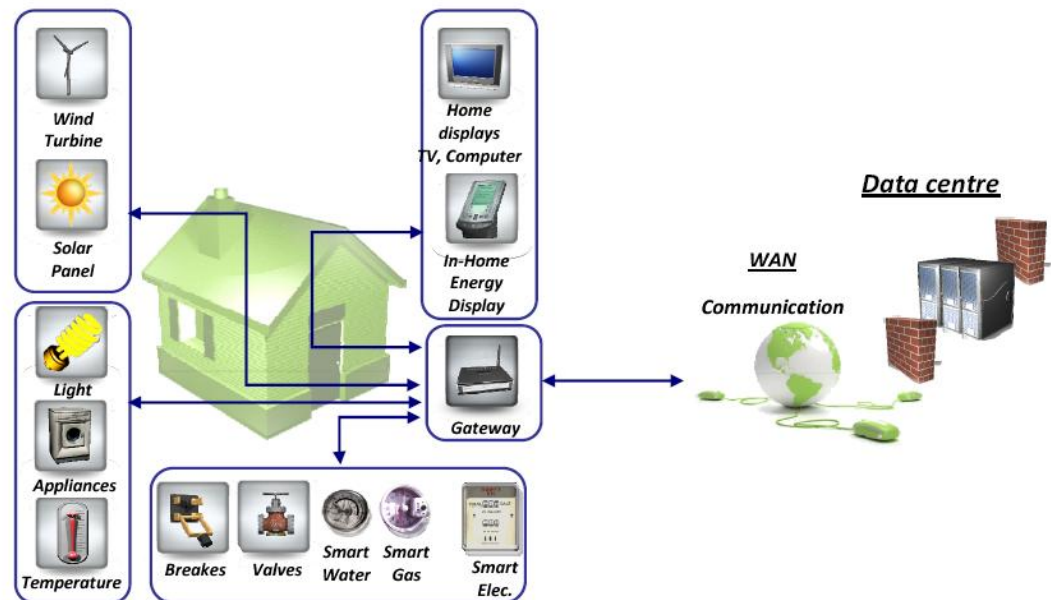 Wind
Turbine
Solar
Panel
Light
Appliances
Temperature
Home
displays
TV, Computer
In-Home
Energy
Display
Gateway
Breakes
Valves
Smart
Water
Smart
Gas
Smart
Elec.
WAN
Communication
Data centre